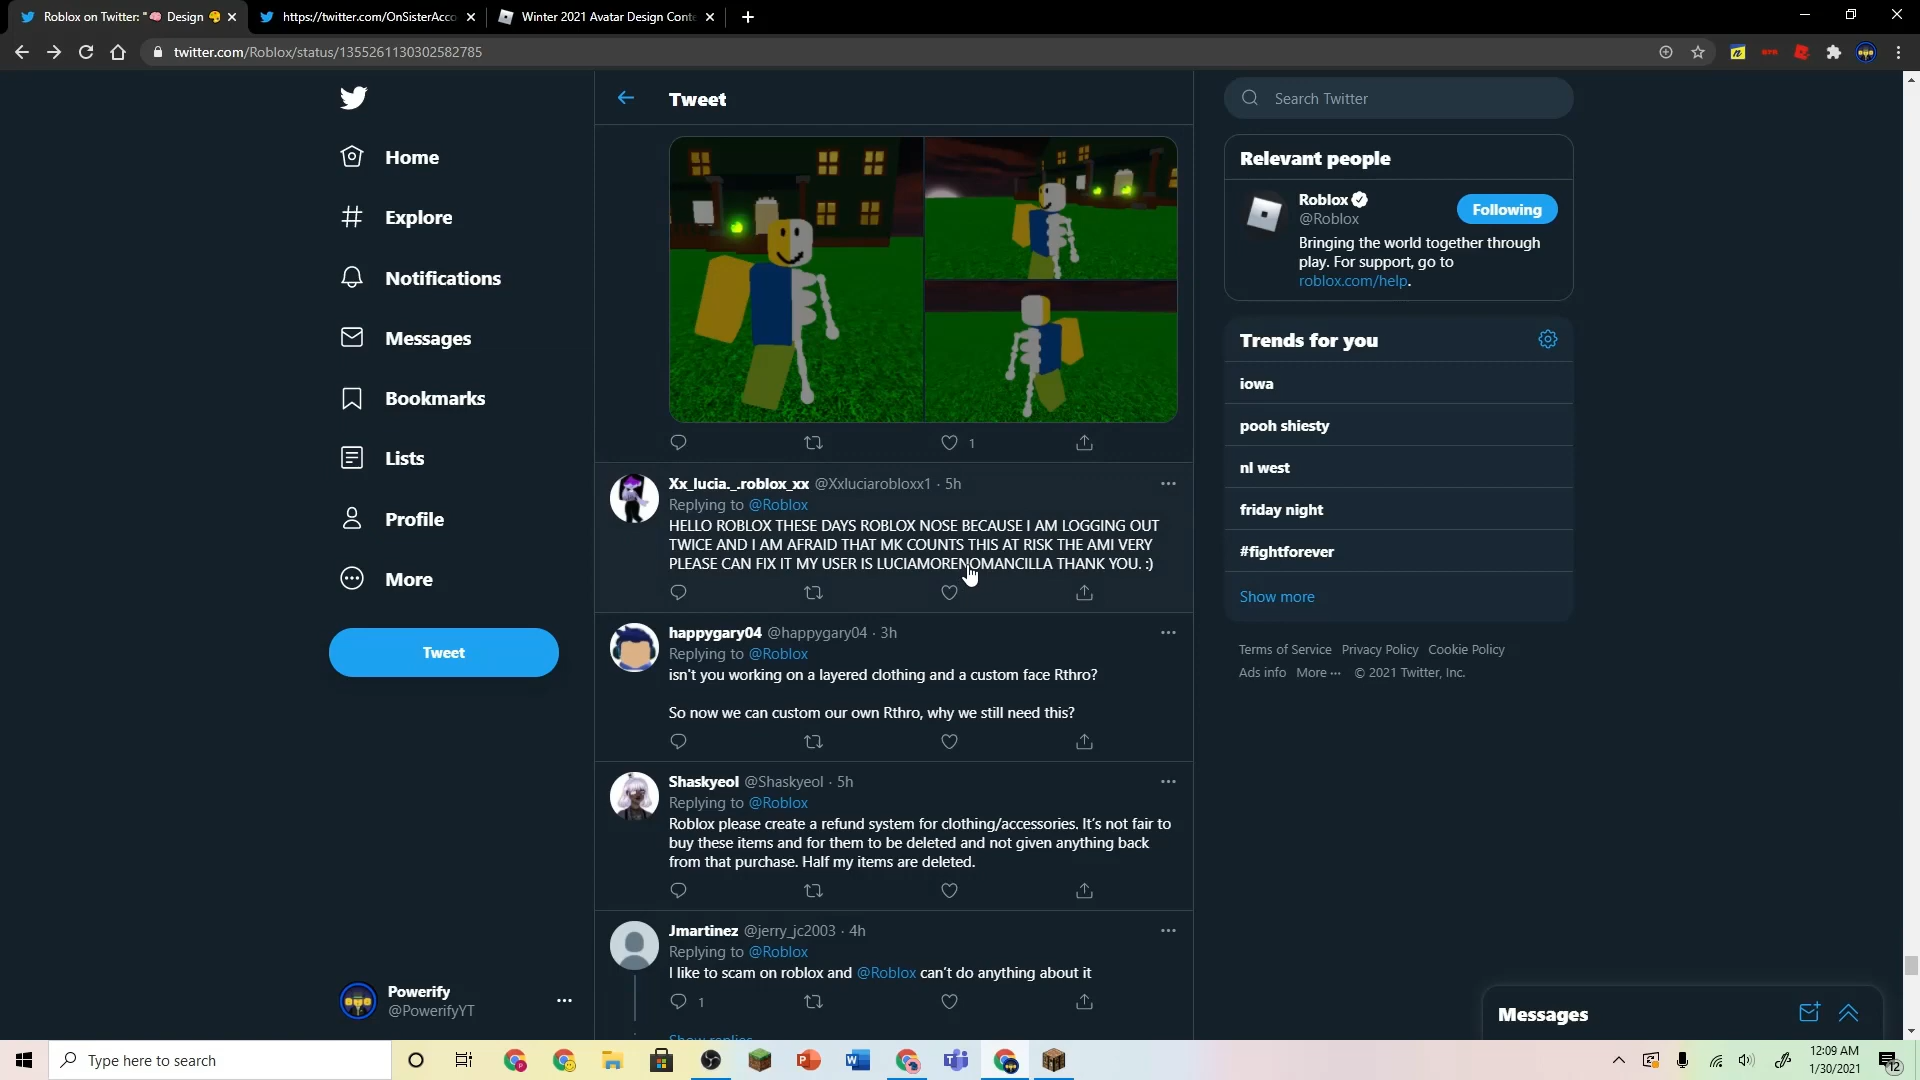 Roblox on Twitter: "🧠 Design
https://twitter.com/OnSisterAcco
Winter 2021 Avatar Design Conte
twitter.com/Roblox/status/1355261130302582785
Home
Explore
Notifications
Messages
Bookmarks
Lists
Profile
More
Tweet
Powerify
@PowerifyYT
Tweet
1
Xx_lucia._.roblox_xx @Xxluciarobloxx1 · 5h
Replying to @Roblox
HELLO ROBLOX THESE DAYS ROBLOX NOSE BECAUSE I AM LOGGING OUT
TWICE AND I AM AFRAID THAT MK COUNTS THIS AT RISK THE AMI VERY
PLEASE CAN FIX IT MY USER IS LUCIAMORENOMANCILLA THANK YOU. :)
happygary04 @happygary04 · 3h
Replying to @Roblox
isn't you working on a layered clothing and a custom face Rthro?
So now we can custom our own Rthro, why we still need this?
Shaskyeol @Shaskyeol · 5h
Replying to @Roblox
Roblox please create a refund system for clothing/accessories. It's not fair to
buy these items and for them to be deleted and not given anything back
from that purchase. Half my items are deleted.
Jmartinez @jerry_jc2003 · 4h
Replying to @Roblox
I like to scam on roblox and @Roblox can't do anything about it
1
Show replies
Search Twitter
Relevant people
Roblox
@Roblox
Following
Bringing the world together through
play. For support, go to
roblox.com/help.
Trends for you
iowa
pooh shiesty
nl west
friday night
#fightforever
Show more
Terms of Service Privacy Policy Cookie Policy
Ads info More ··· © 2021 Twitter, Inc.
Messages
Type here to search
12:09 AM
1/30/2021
12